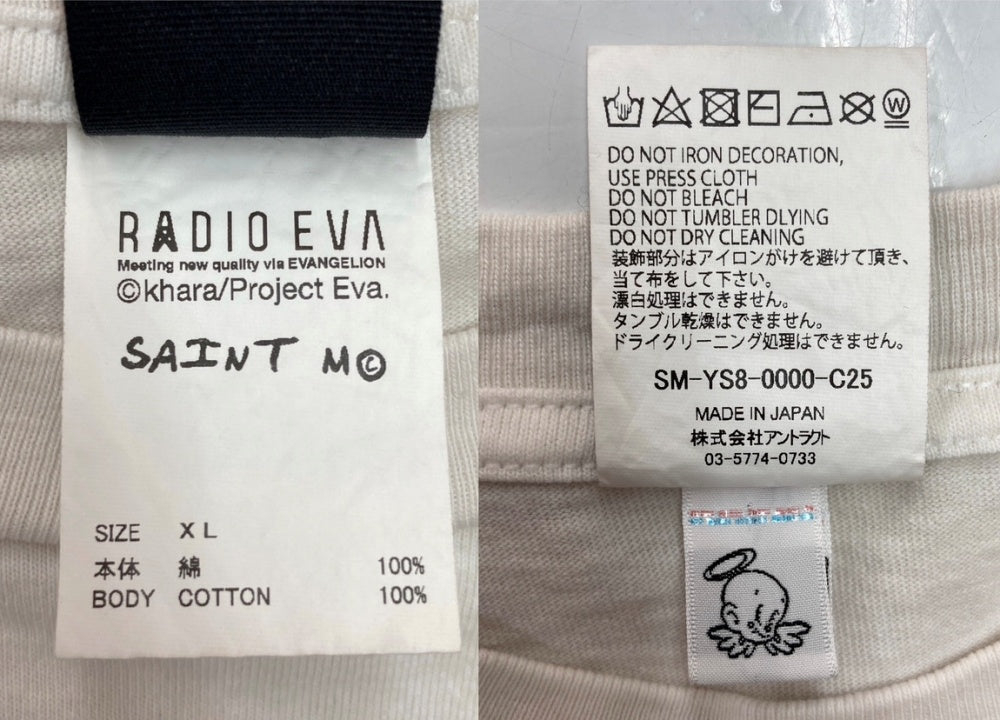 RADIO EVA
Meeting new quality via EVANGELION
©khara/Project Eva.
SAINT M©
SIZE XL
本体 綿 100%
BODY COTTON 100%
W
DO NOT IRON DECORATION,
USE PRESS CLOTH
DO NOT BLEACH
DO NOT TUMBLER DLYING
DO NOT DRY CLEANING
装飾部分はアイロンがけを避けて頂き、
当て布をして下さい。
漂白処理はできません。
タンブル乾燥はできません。
ドライクリーニング処理はできません。
SM-YS8-0000-C25
MADE IN JAPAN
株式会社アントラクト
03-5774-0733